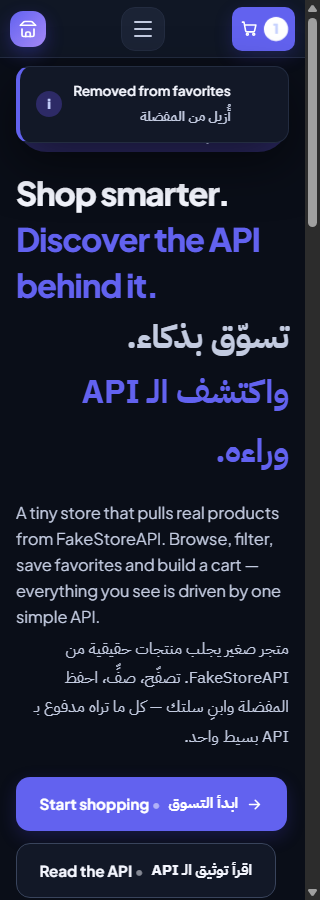 1
Removed from favorites
أُزيل من المفضلة
Shop smarter.
Discover the API
behind it.
تسوّق بذكاء.
واكتشف الـ API
وراءه.
A tiny store that pulls real products
from FakeStoreAPI. Browse, filter,
save favorites and build a cart —
everything you see is driven by one
simple API.
متجر صغير يجلب منتجات حقيقية من
FakeStoreAPI. تصفّح، صفِّ، احفظ
المفضلة وابنِ سلتك — كل ما تراه مدفوع بـ
API بسيط واحد.
Start shopping • ابدأ التسوق →
Read the API • اقرأ توثيق الـ API